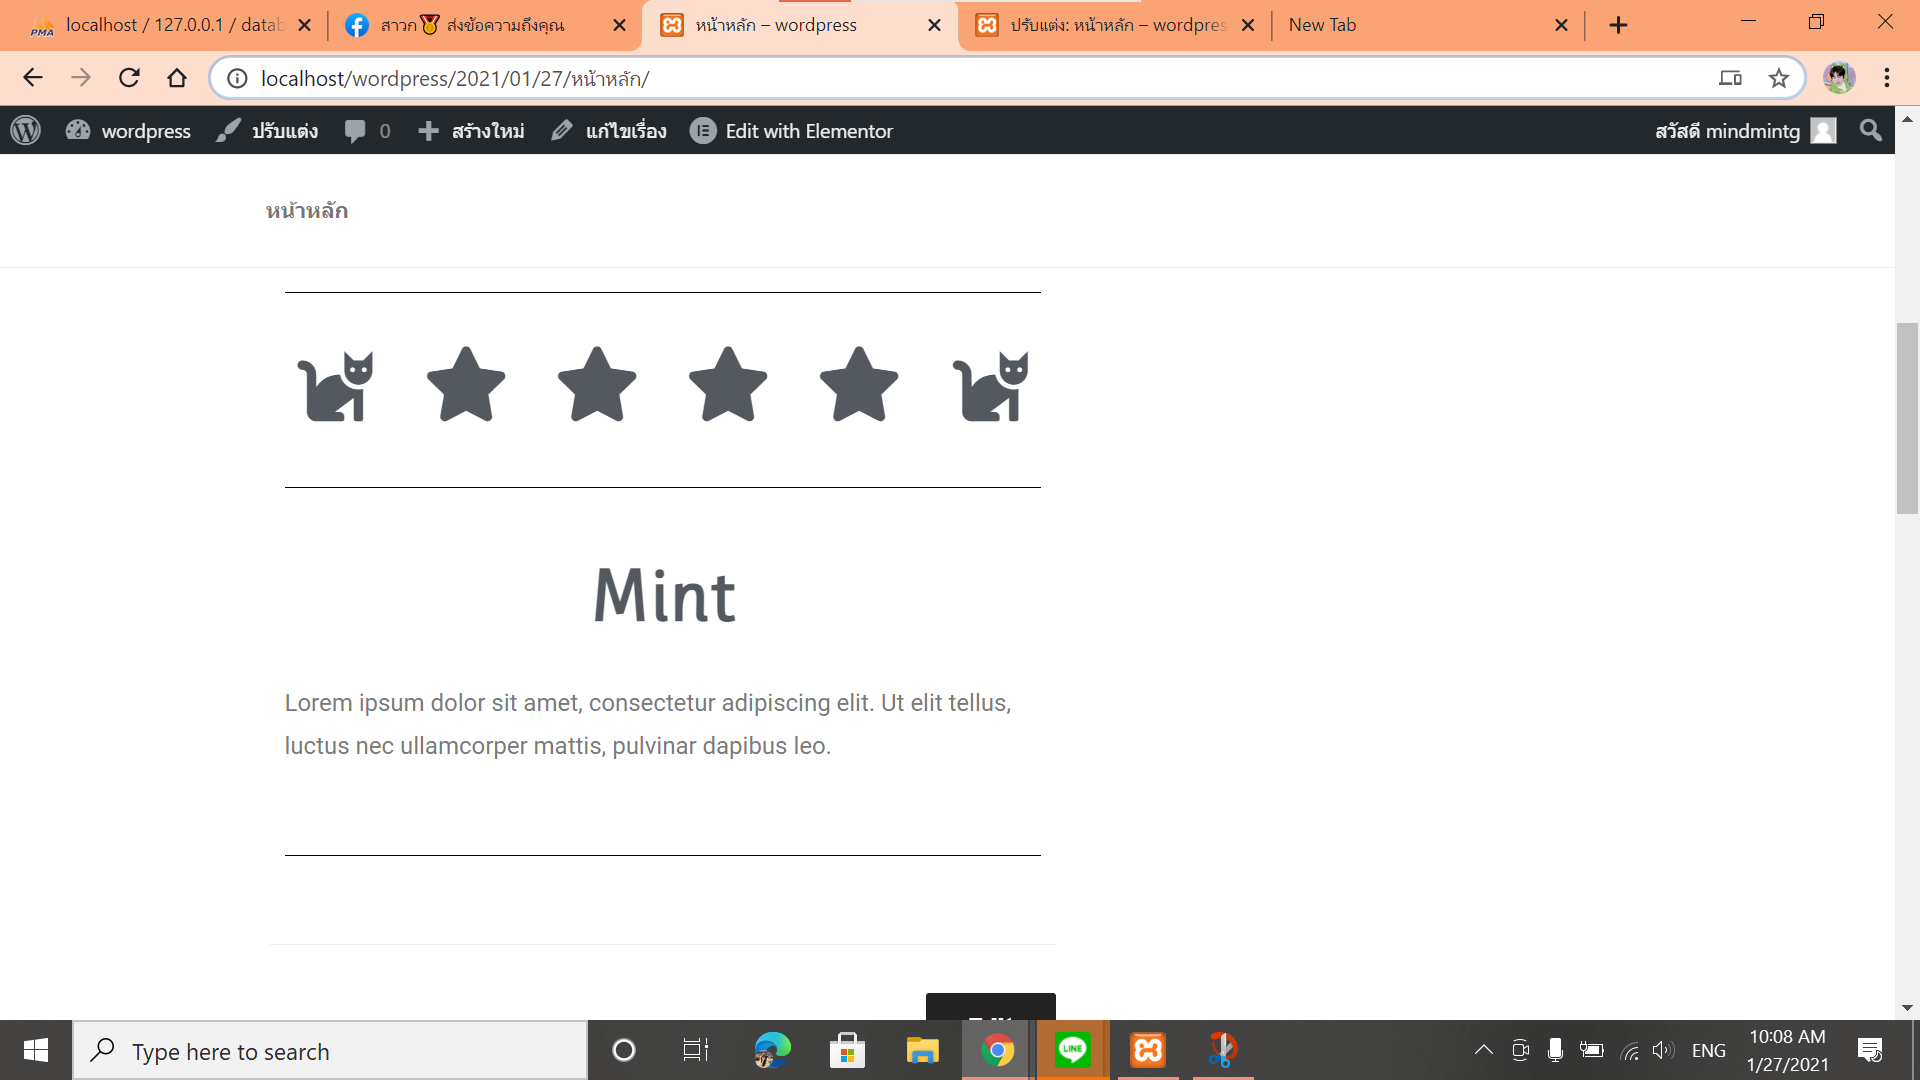 localhost / 127.0.0.1 / datab
สาวก🏅 ส่งข้อความถึงคุณ
หน้าหลัก – wordpress
ปรับแต่ง: หน้าหลัก – wordpres
New Tab
localhost/wordpress/2021/01/27/หน้าหลัก/
wordpress
ปรับแต่ง
0
สร้างใหม่
แก้ไขเรื่อง
Edit with Elementor
สวัสดี mindmintg
หน้าหลัก
Mint
Lorem ipsum dolor sit amet, consectetur adipiscing elit. Ut elit tellus,
luctus nec ullamcorper mattis, pulvinar dapibus leo.
Type here to search
LINE
ENG
10:08 AM
1/27/2021